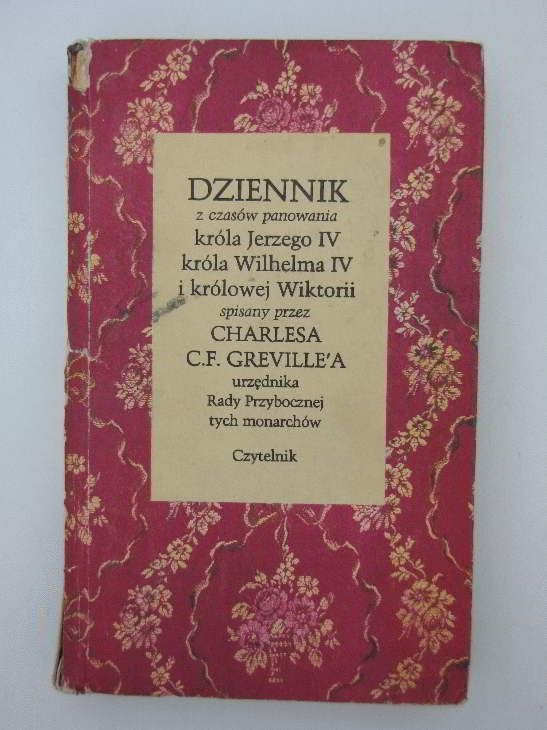 DZIENNIK
z czasów panowania
króla Jerzego IV
króla Wilhelma IV
i królowej Wiktorii
spisany przez
CHARLESA
C.F. GREVILLE'A
urzędnika
Rady Przybocznej
tych monarchów
Czytelnik